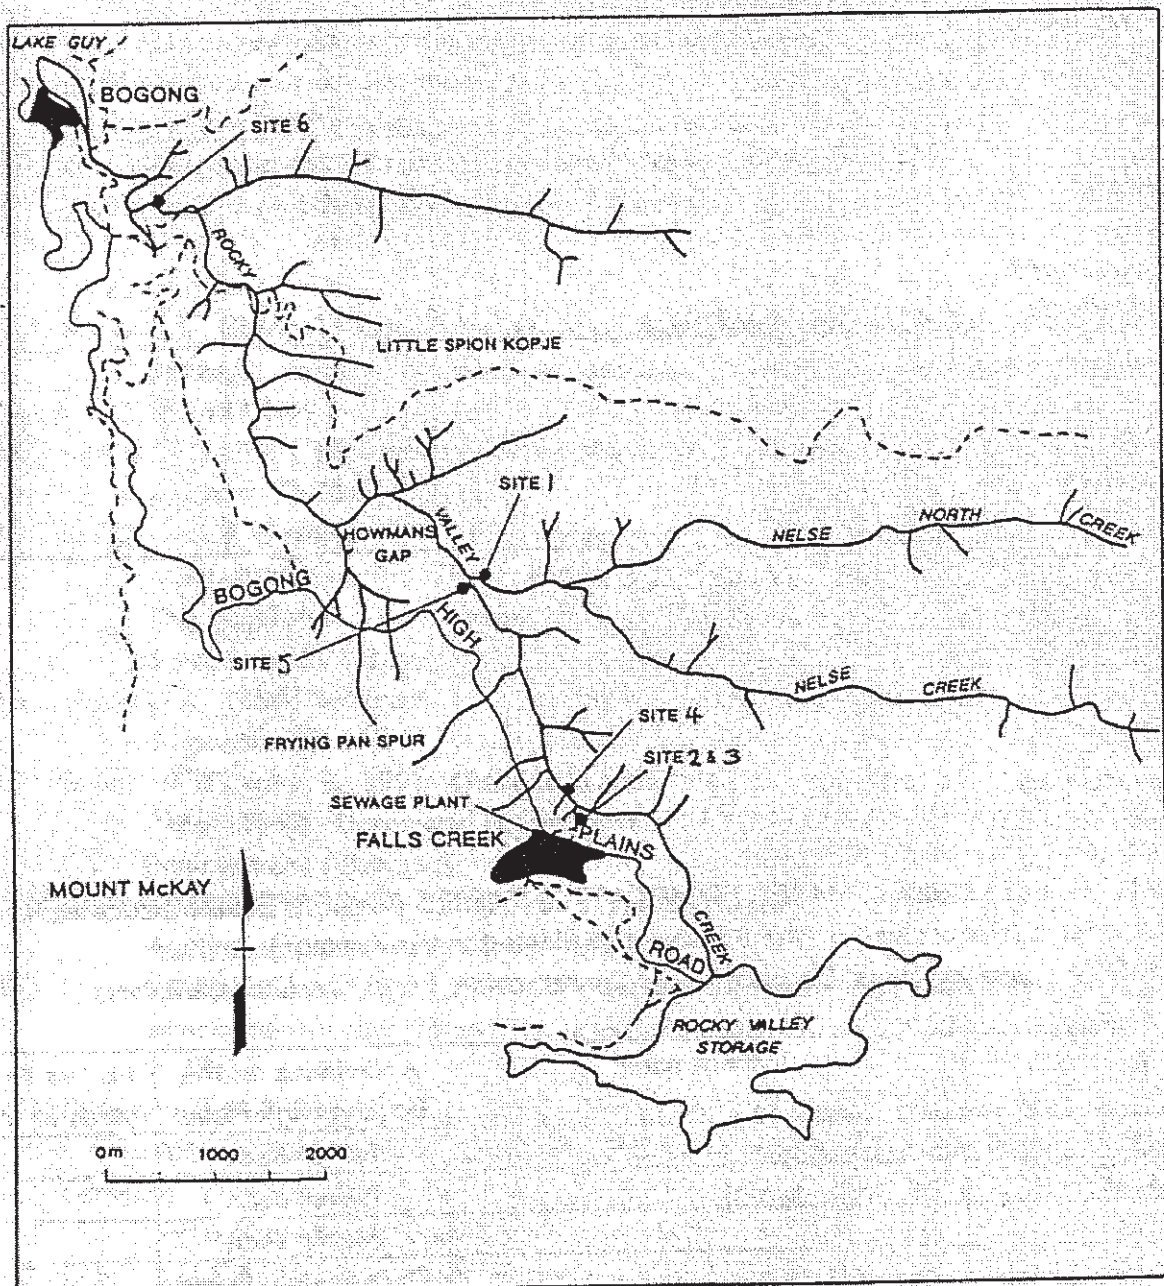 LAKE GUY
BOGONG
SITE 6
ROCKY
LITTLE SPION KOPJE
SITE 1
VALLEY
HOWMANS
GAP
NELSE
NORTH
CREEK
BOGONG
HIGH
SITE 5
NELSE
CREEK
SITE 4
FRYING PAN SPUR
SITE 2 & 3
SEWAGE PLANT
FALLS CREEK
PLAINS
MOUNT McKAY
CREEK
ROAD
ROCKY VALLEY
STORAGE
0m 1000 2000